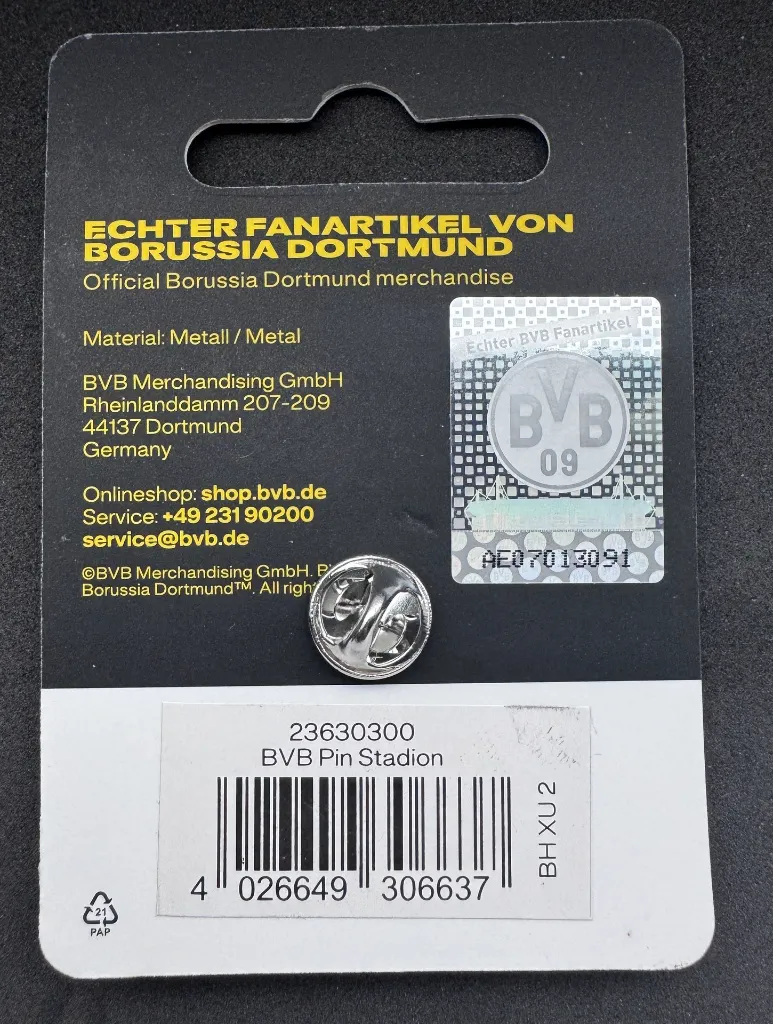 ECHTER FANARTIKEL VON
BORUSSIA DORTMUND
Official Borussia Dortmund merchandise
Material: Metall / Metal
BVB Merchandising GmbH
Rheinlanddamm 207-209
44137 Dortmund
Germany
Onlineshop: shop.bvb.de
Service: +49 231 90200
service@bvb.de
©BVB Merchandising GmbH.
Borussia Dortmund™. All
Echter BVB Fanartikel
BVB
09
AE07013091
23630300
BVB Pin Stadion
4 026649 306637
BH XU 2
21
PAP